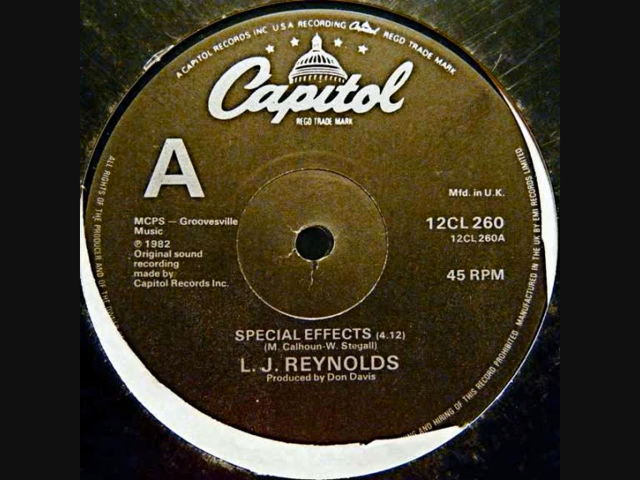 A CAPITOL RECORDS INC U.S.A RECORDING Capitol REGD TRADE MARK
Capitol
REGD TRADE MARK
A
Mfd. in U.K.
MCPS — Groovesville
Music
℗ 1982
Original sound
recording
made by
Capitol Records Inc.
12CL 260
12CL 260A
45 RPM
SPECIAL EFFECTS (4.12)
(M. Calhoun-W. Stegall)
L. J. REYNOLDS
Produced by Don Davis
ALL RIGHTS OF THE PRODUCER AND OF THE
AND HIRING OF THIS RECORD PROHIBITED. MANUFACTURED IN THE UK BY EMI RECORDS LIMITED